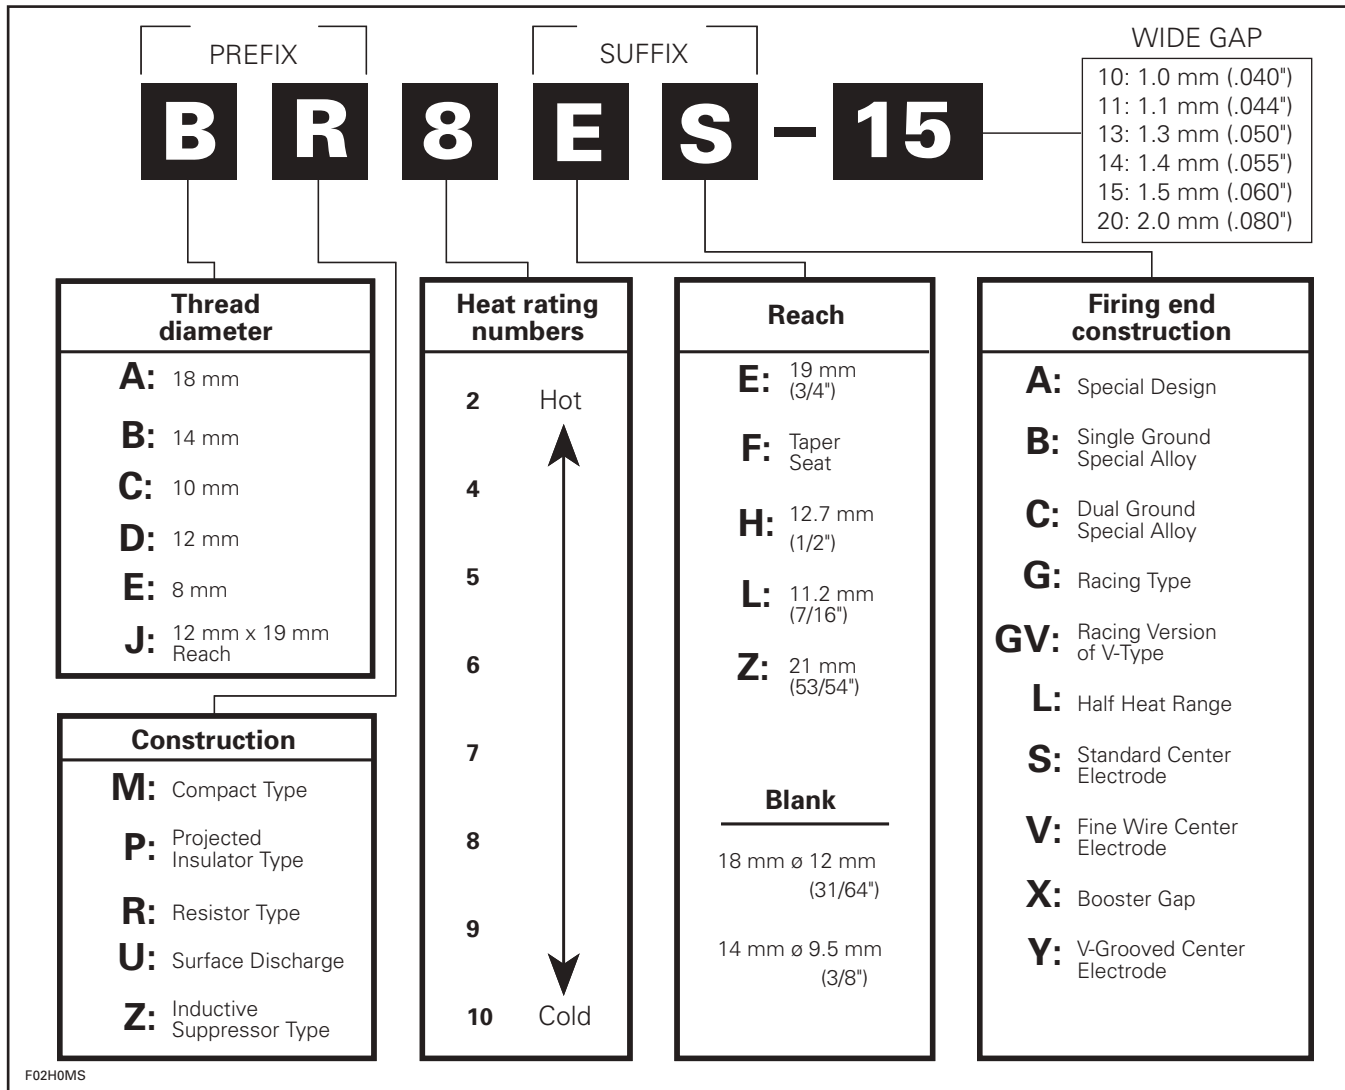 PREFIX
SUFFIX
WIDE GAP
B R 8 E S – 15
10: 1.0 mm (.040")
11: 1.1 mm (.044")
13: 1.3 mm (.050")
14: 1.4 mm (.055")
15: 1.5 mm (.060")
20: 2.0 mm (.080")
Thread
diameter
A: 18 mm
B: 14 mm
C: 10 mm
D: 12 mm
E: 8 mm
J: 12 mm x 19 mm
Reach
Construction
M: Compact Type
P: Projected
Insulator Type
R: Resistor Type
U: Surface Discharge
Z: Inductive
Suppressor Type
Heat rating
numbers
2 Hot
4
5
6
7
8
9
10 Cold
Reach
E: 19 mm
(3/4")
F: Taper
Seat
H: 12.7 mm
(1/2")
L: 11.2 mm
(7/16")
Z: 21 mm
(53/54")
Blank
18 mm ø 12 mm
(31/64")
14 mm ø 9.5 mm
(3/8")
Firing end
construction
A: Special Design
B: Single Ground
Special Alloy
C: Dual Ground
Special Alloy
G: Racing Type
GV: Racing Version
of V-Type
L: Half Heat Range
S: Standard Center
Electrode
V: Fine Wire Center
Electrode
X: Booster Gap
Y: V-Grooved Center
Electrode
F02H0MS